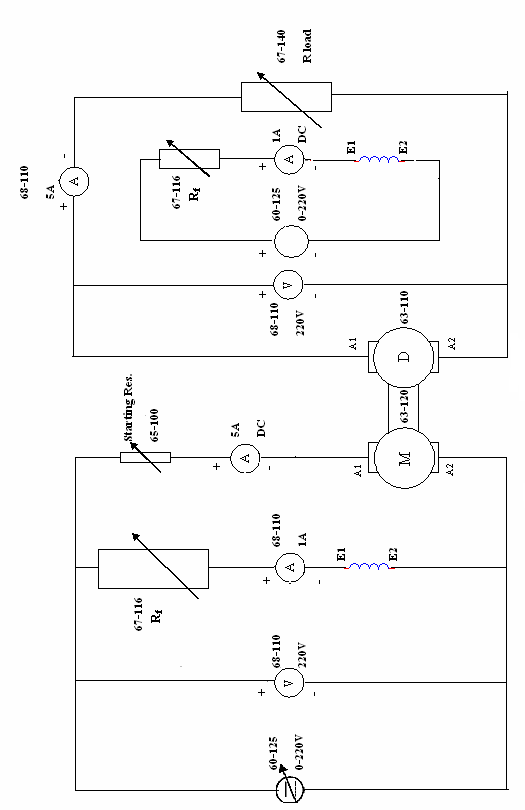 67-140
R load
68-110
5A
+
-
A
67-116
Rf
1A
DC
+
A
-
E1
E2
60-125
0-220V
+
-
68-110
220V
+
V
-
A1
D
A2
63-110
63-120
Starting Res.
65-100
5A
DC
+
A
-
A1
M
A2
67-116
Rf
68-110
1A
+
A
-
E1
E2
68-110
220V
+
V
-
60-125
0-220V